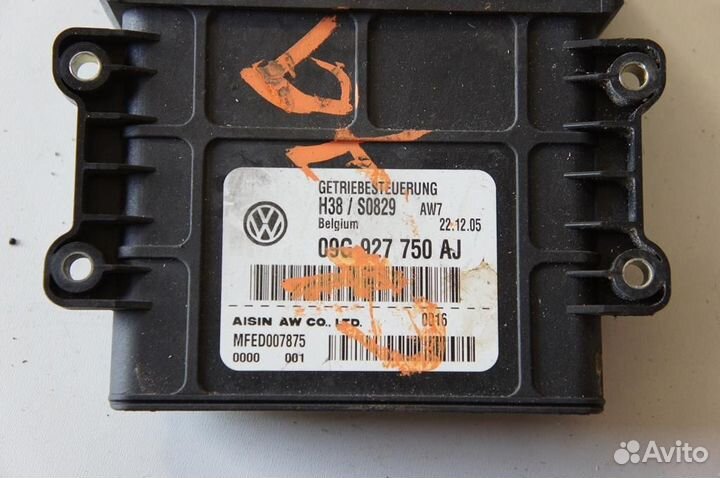 GETRIEBESTEUERUNG
H38 / S0829 AW7
Belgium 22.12.05
09G 927 750 AJ
AISIN AW CO., LTD. 0816
MFED007875
0000 001
Avito